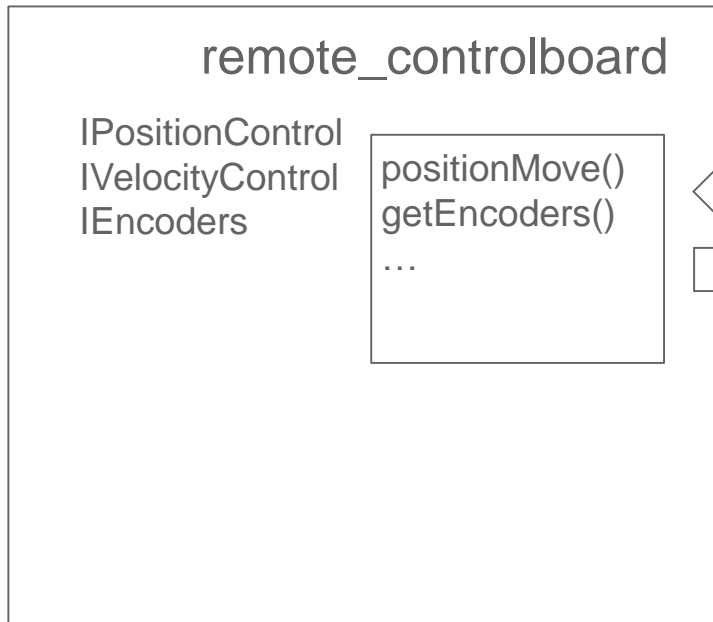 remote_controlboard
IPositionControl
IVelocityControl
IEncoders
positionMove()
getEncoders()
…